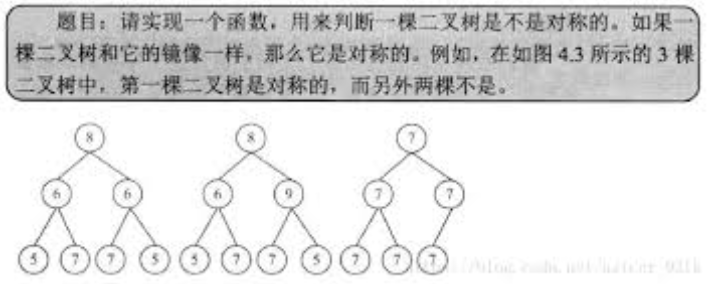 题目：请实现一个函数，用来判断一棵二叉树是不是对称的。如果一
棵二叉树和它的镜像一样，那么它是对称的。例如，在如图 4.3 所示的 3 棵
二叉树中，第一棵二叉树是对称的，而另外两棵不是。
8 8 7
6 6 6 9 7 7
5 7 7 5 5 7 7 5 7 7 7